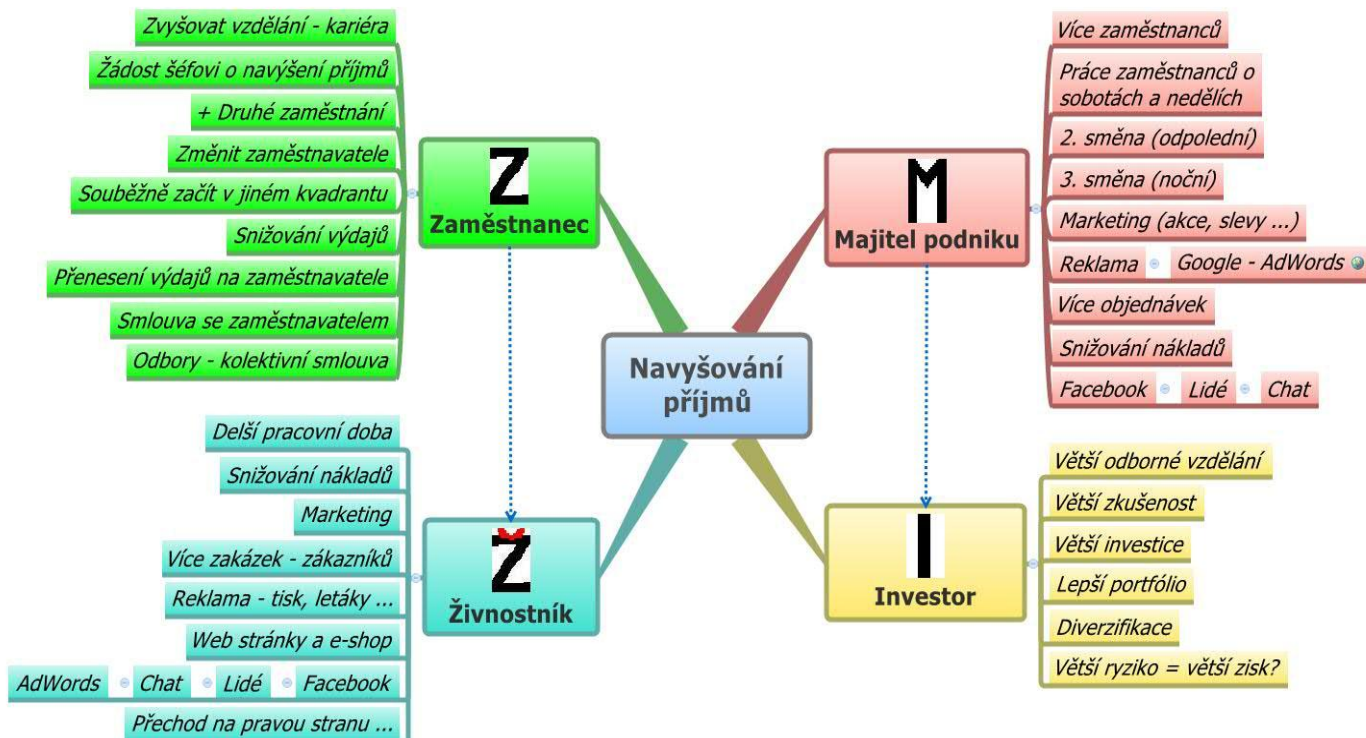 Zvyšovat vzdělání - kariéra
Žádost šéfovi o navýšení příjmů
+ Druhé zaměstnání
Změnit zaměstnavatele
Souběžně začít v jiném kvadrantu
Snižování výdajů
Přenesení výdajů na zaměstnavatele
Smlouva se zaměstnavatelem
Odbory - kolektivní smlouva
Z
Zaměstnanec
M
Majitel podniku
Více zaměstnanců
Práce zaměstnanců o
sobotách a nedělích
2. směna (odpolední)
3. směna (noční)
Marketing (akce, slevy ...)
Reklama Google - AdWords
Více objednávek
Snižování nákladů
Facebook Lidé Chat
Navyšování
příjmů
Delší pracovní doba
Snižování nákladů
Marketing
Více zakázek - zákazníků
Reklama - tisk, letáky ...
Web stránky a e-shop
AdWords Chat Lidé Facebook
Přechod na pravou stranu ...
Ž
Živnostník
I
Investor
Větší odborné vzdělání
Větší zkušenost
Větší investice
Lepší portfólio
Diverzifikace
Větší ryziko = větší zisk?